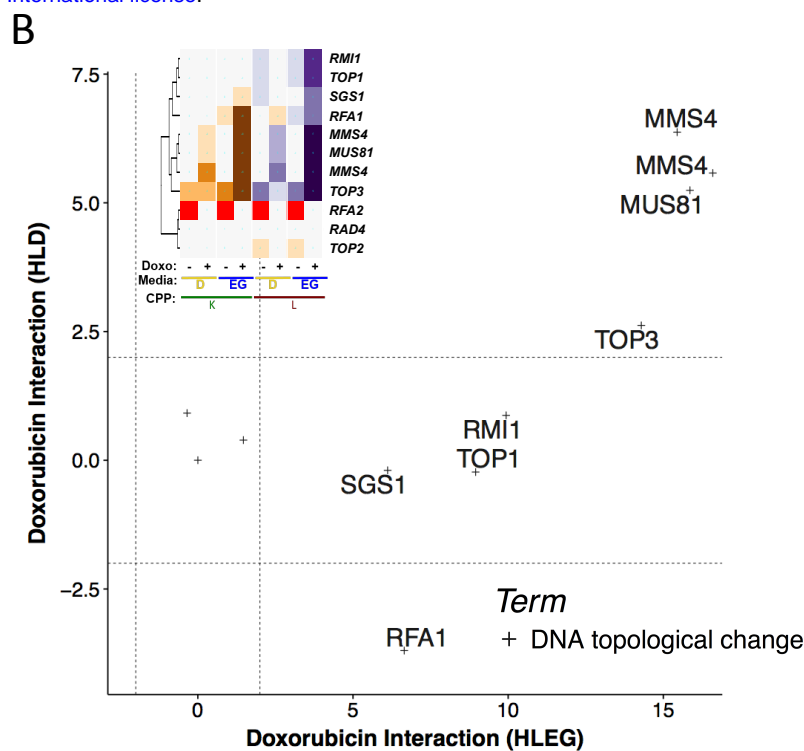 international license.
B
RMI1
TOP1
SGS1
RFA1
MMS4
MUS81
MMS4
TOP3
RFA2
RAD4
TOP2
Doxo: - + - + - + - +
Media: D EG D EG
CPP: K L
7.5
5.0
2.5
0.0
−2.5
Doxorubicin Interaction (HLD)
MMS4
MMS4
MUS81
TOP3
RMI1
TOP1
SGS1
RFA1
Term
+ DNA topological change
0 5 10 15
Doxorubicin Interaction (HLEG)